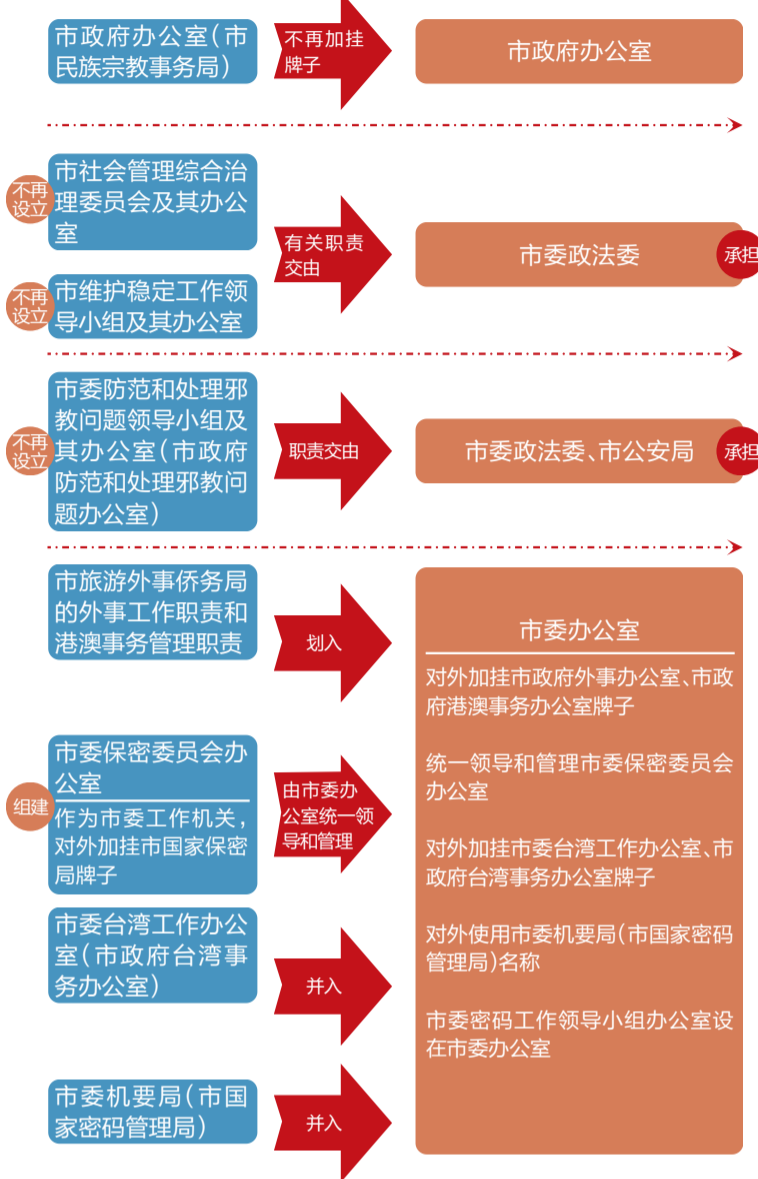 市政府办公室(市
民族宗教事务局)
不再加挂
牌子
市政府办公室
不再
设立
市社会管理综合治
理委员会及其办公
室
不再
设立
市维护稳定工作领
导小组及其办公室
有关职责
交由
市委政法委
承担
不再
设立
市委防范和处理邪
教问题领导小组及
其办公室(市政府
防范和处理邪教问
题办公室)
职责交由
市委政法委、市公安局
承担
市旅游外事侨务局
的外事工作职责和
港澳事务管理职责
划入
组建
市委保密委员会办
公室
作为市委工作机关,
对外加挂市国家保密
局牌子
由市委办
公室统一领
导和管理
市委台湾工作办公
室(市政府台湾事
务办公室)
并入
市委机要局(市国
家密码管理局)
并入
市委办公室
对外加挂市政府外事办公室、市政
府港澳事务办公室牌子
统一领导和管理市委保密委员会
办公室
对外加挂市委台湾工作办公室、市
政府台湾事务办公室牌子
对外使用市委机要局(市国家密码
管理局)名称
市委密码工作领导小组办公室设
在市委办公室